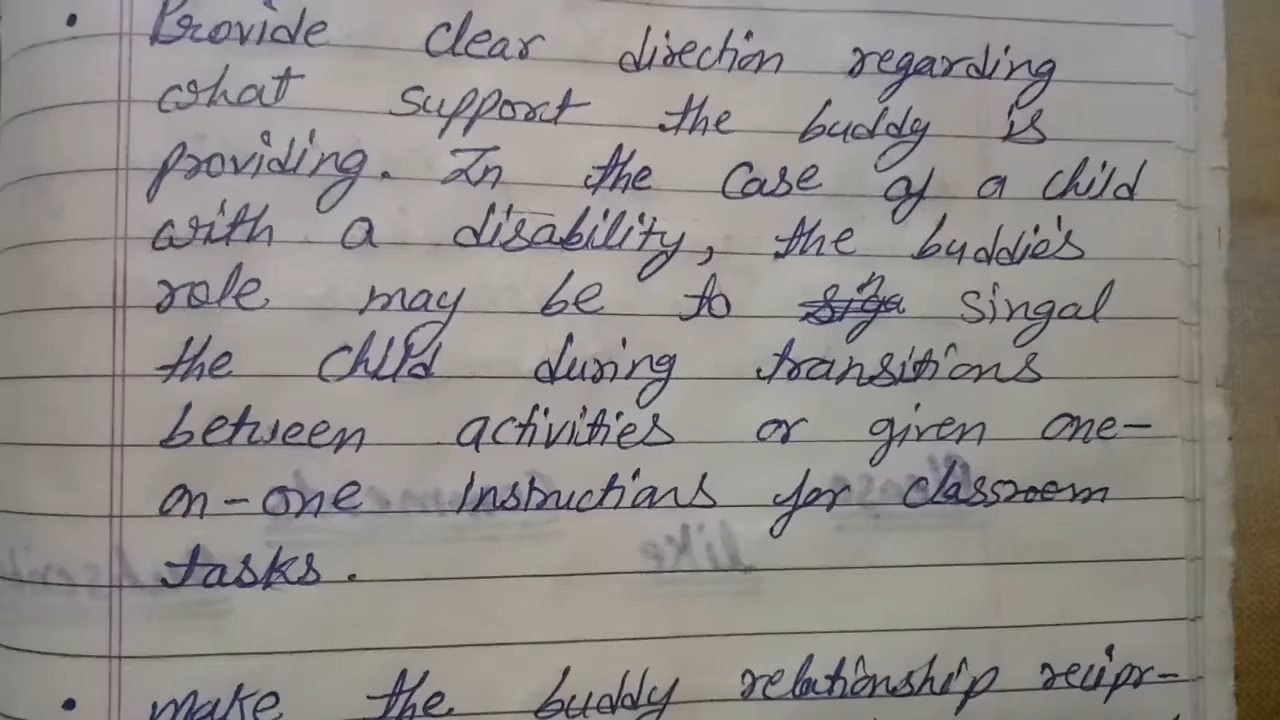 • Provide clear direction regarding
what support the buddy is
providing. In the case of a child
with a disability, the buddie's
role may be to singal
the child during transitions
between activities or given one-
on-one instructions for classroom
tasks.
• make the buddy relationship recipr-